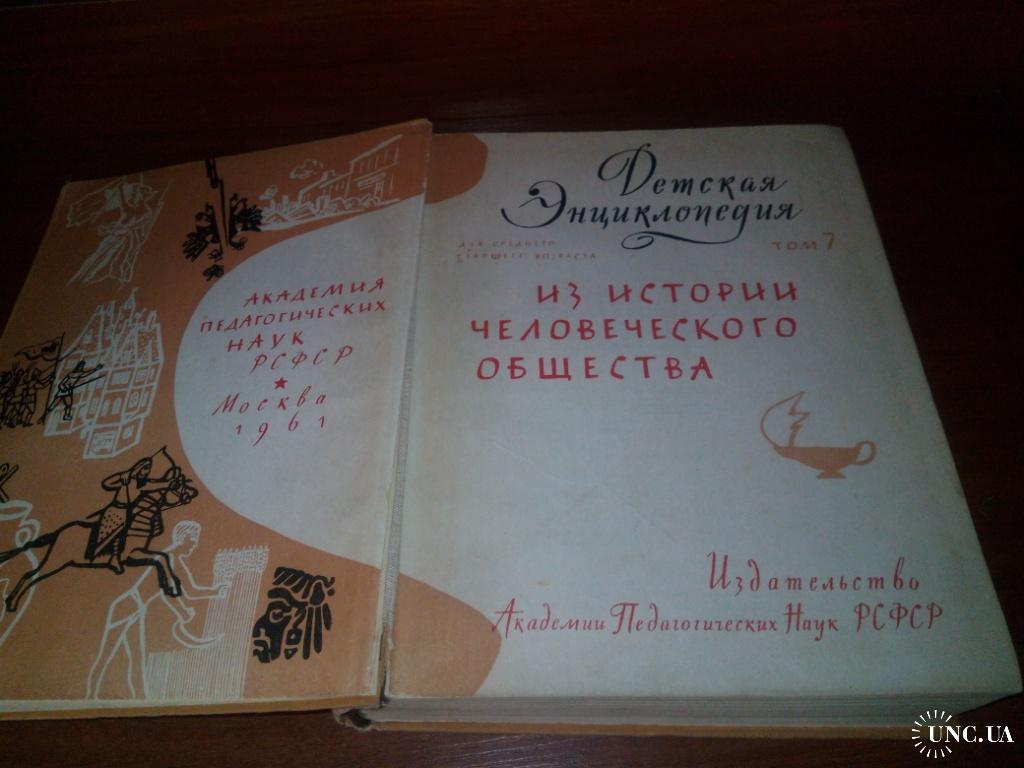 АКАДЕМИЯ
ПЕДАГОГИЧЕСКИХ
НАУК
РСФСР
Москва
1961
Детская
Энциклопедия
ДЛЯ СРЕДНЕГО
И
СТАРШЕГО ВОЗРАСТА
ТОМ 7
ИЗ ИСТОРИИ
ЧЕЛОВЕЧЕСКОГО
ОБЩЕСТВА
Издательство
Академии Педагогических Наук РСФСР
UNC.UA